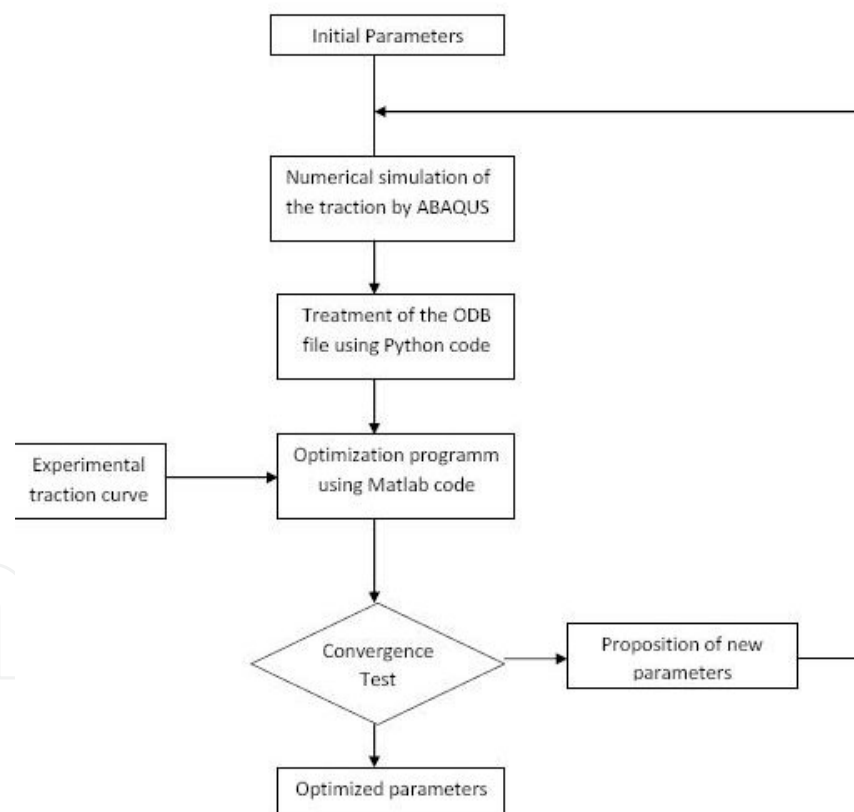 Initial Parameters
Numerical simulation of
the traction by ABAQUS
Treatment of the ODB
file using Python code
Experimental
traction curve
Optimization programm
using Matlab code
Convergence
Test
Proposition of new
parameters
Optimized parameters